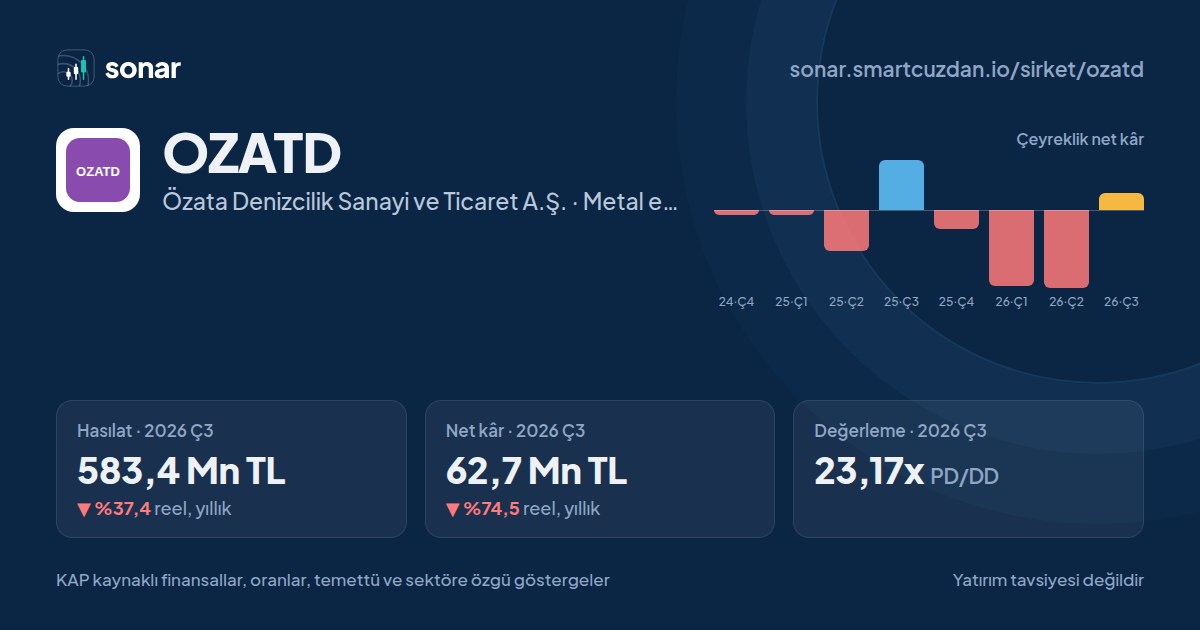 sonar
sonar.smartcuzdan.io/sirket/ozatd
OZATD
OZATD
Özata Denizcilik Sanayi ve Ticaret A.Ş. · Metal e…
Çeyreklik net kâr
24·Ç4 25·Ç1 25·Ç2 25·Ç3 25·Ç4 26·Ç1 26·Ç2 26·Ç3
Hasılat · 2026 Ç3
583,4 Mn TL
▼ %37,4 reel, yıllık
Net kâr · 2026 Ç3
62,7 Mn TL
▼ %74,5 reel, yıllık
Değerleme · 2026 Ç3
23,17x PD/DD
KAP kaynaklı finansallar, oranlar, temettü ve sektöre özgü göstergeler
Yatırım tavsiyesi değildir